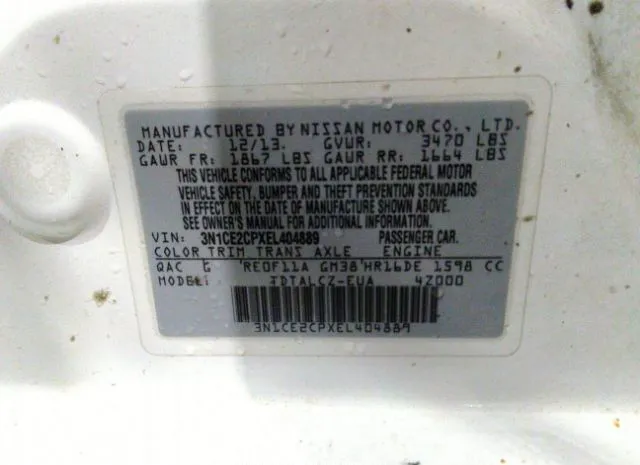 MANUFACTURED BY NISSAN MOTOR CO., LTD.
DATE: 12/13. GVWR: 3470 LBS
GAWR FR: 1867 LBS GAWR RR: 1664 LBS
THIS VEHICLE CONFORMS TO ALL APPLICABLE FEDERAL MOTOR
VEHICLE SAFETY, BUMPER AND THEFT PREVENTION STANDARDS
IN EFFECT ON THE DATE OF MANUFACTURE SHOWN ABOVE.
SEE OWNER'S MANUAL FOR ADDITIONAL INFORMATION.
VIN: 3N1CE2CPXEL404889 PASSENGER CAR.
COLOR TRIM TRANS AXLE ENGINE
QAC G RE0F11A GM38 HR16DE 1598 CC
MODEL: TDTALCZ-EUA 4Z000
3N1CE2CPXEL404889